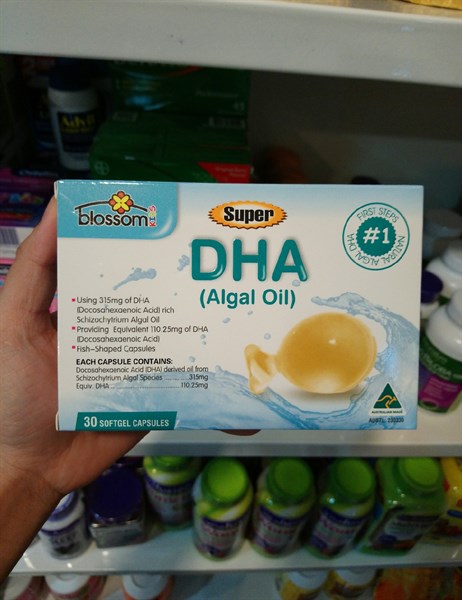 blossom
Super
DHA
(Algal Oil)
FIRST STEPS
#1
NATURAL ALGAL DHA
Using 315mg of DHA
(Docosahexaenoic Acid) rich
Schizochytrium Algal Oil
Providing Equivalent 110.25mg of DHA
(Docosahexaenoic Acid)
Fish-Shaped Capsules
EACH CAPSULE CONTAINS:
Docosahexaenoic Acid (DHA) derived oil from
Schizochytrium Algal Species 315mg
Equiv. DHA 110.25mg
30 SOFTGEL CAPSULES
AUSTRALIAN MADE